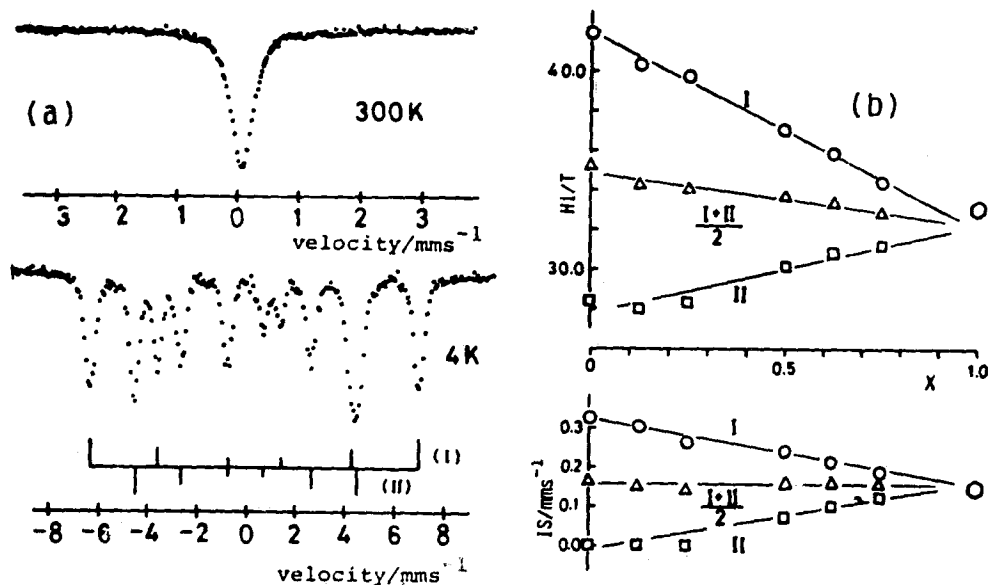 (a)
300K
3 2 1 0 1 2 3
velocity/mms⁻¹
4K
(I)
(II)
-8 -6 -4 -2 0 2 4 6 8
velocity/mms⁻¹
(b)
40.0
I
Hi/T
I+II
2
30.0
II
0 0.5 1.0
X
0.3
I
0.2
IS/mms⁻¹
I+II
2
0.1
II
0.0